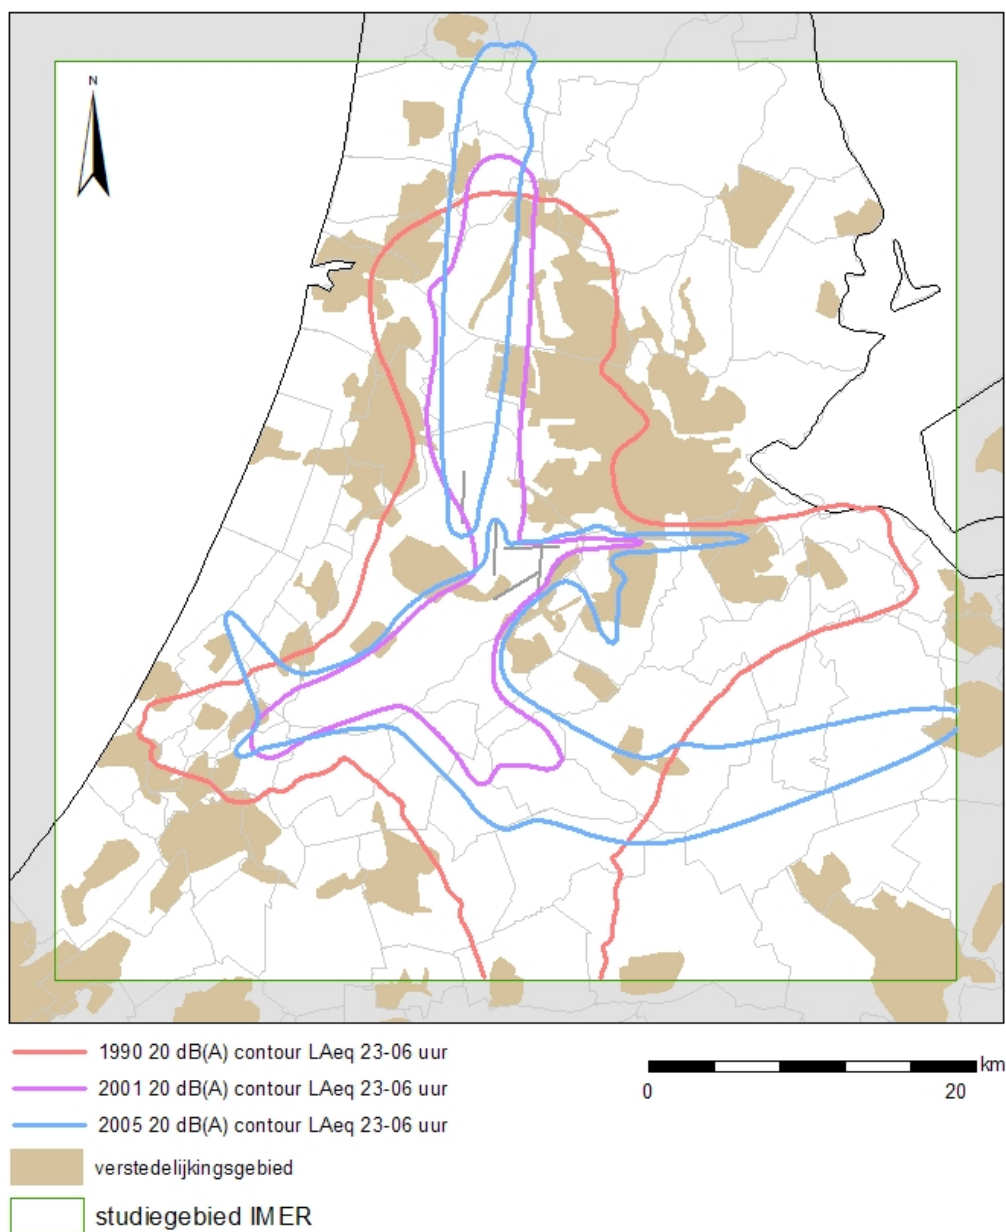 N
1990 20 dB(A) contour LAeq 23-06 uur
2001 20 dB(A) contour LAeq 23-06 uur
2005 20 dB(A) contour LAeq 23-06 uur
verstedelijkingsgebied
studiegebied IMER
km
0 20